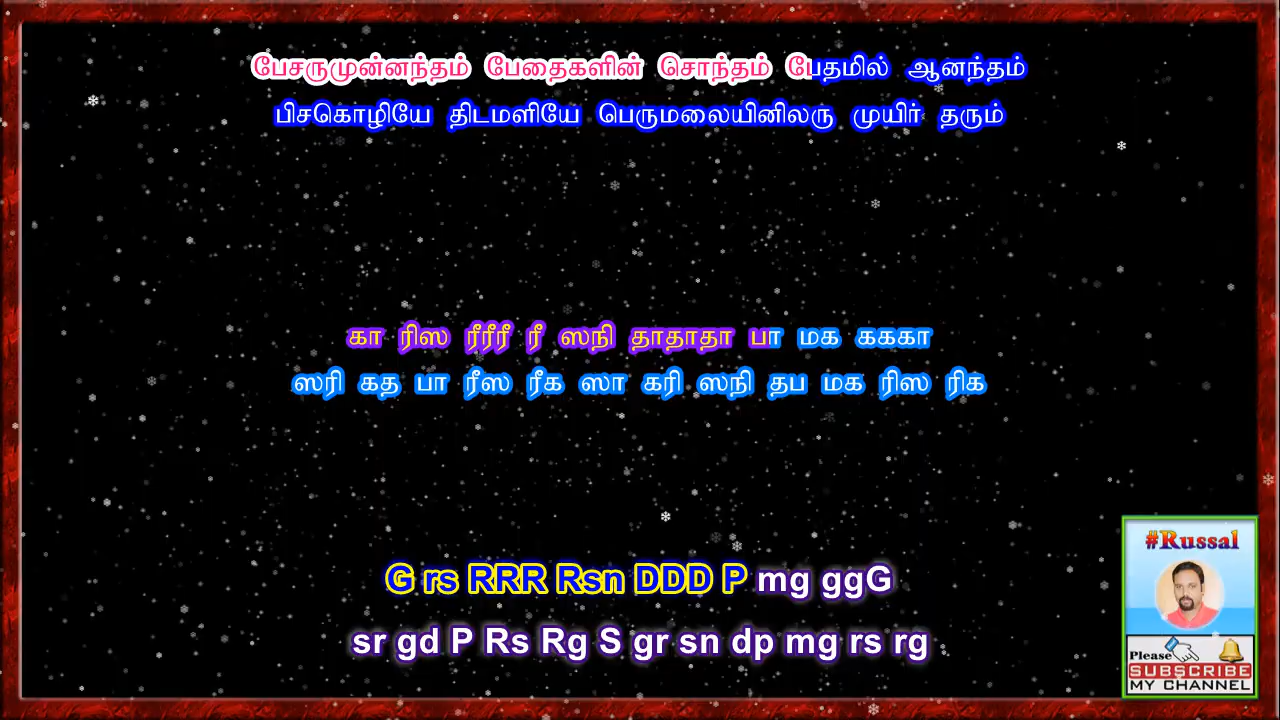 பேசருமுன்னந்தம் பேதைகளின் சொந்தம் பேதமில் ஆனந்தம்
பிசகொழியே திடமளியே பெருமலையினிலரு முயிர் தரும்
கா ரிஸ ரீரீரீ ரீ ஸநி தாதாதா பா மக கககா
ஸரி கத பா ரீஸ ரீக ஸா கரி ஸநி தப மக ரிஸ ரிக
G rs RRR Rsn DDD P mg ggG
sr gd P Rs Rg S gr sn dp mg rs rg
#Russal
Please
SUBSCRIBE
MY CHANNEL